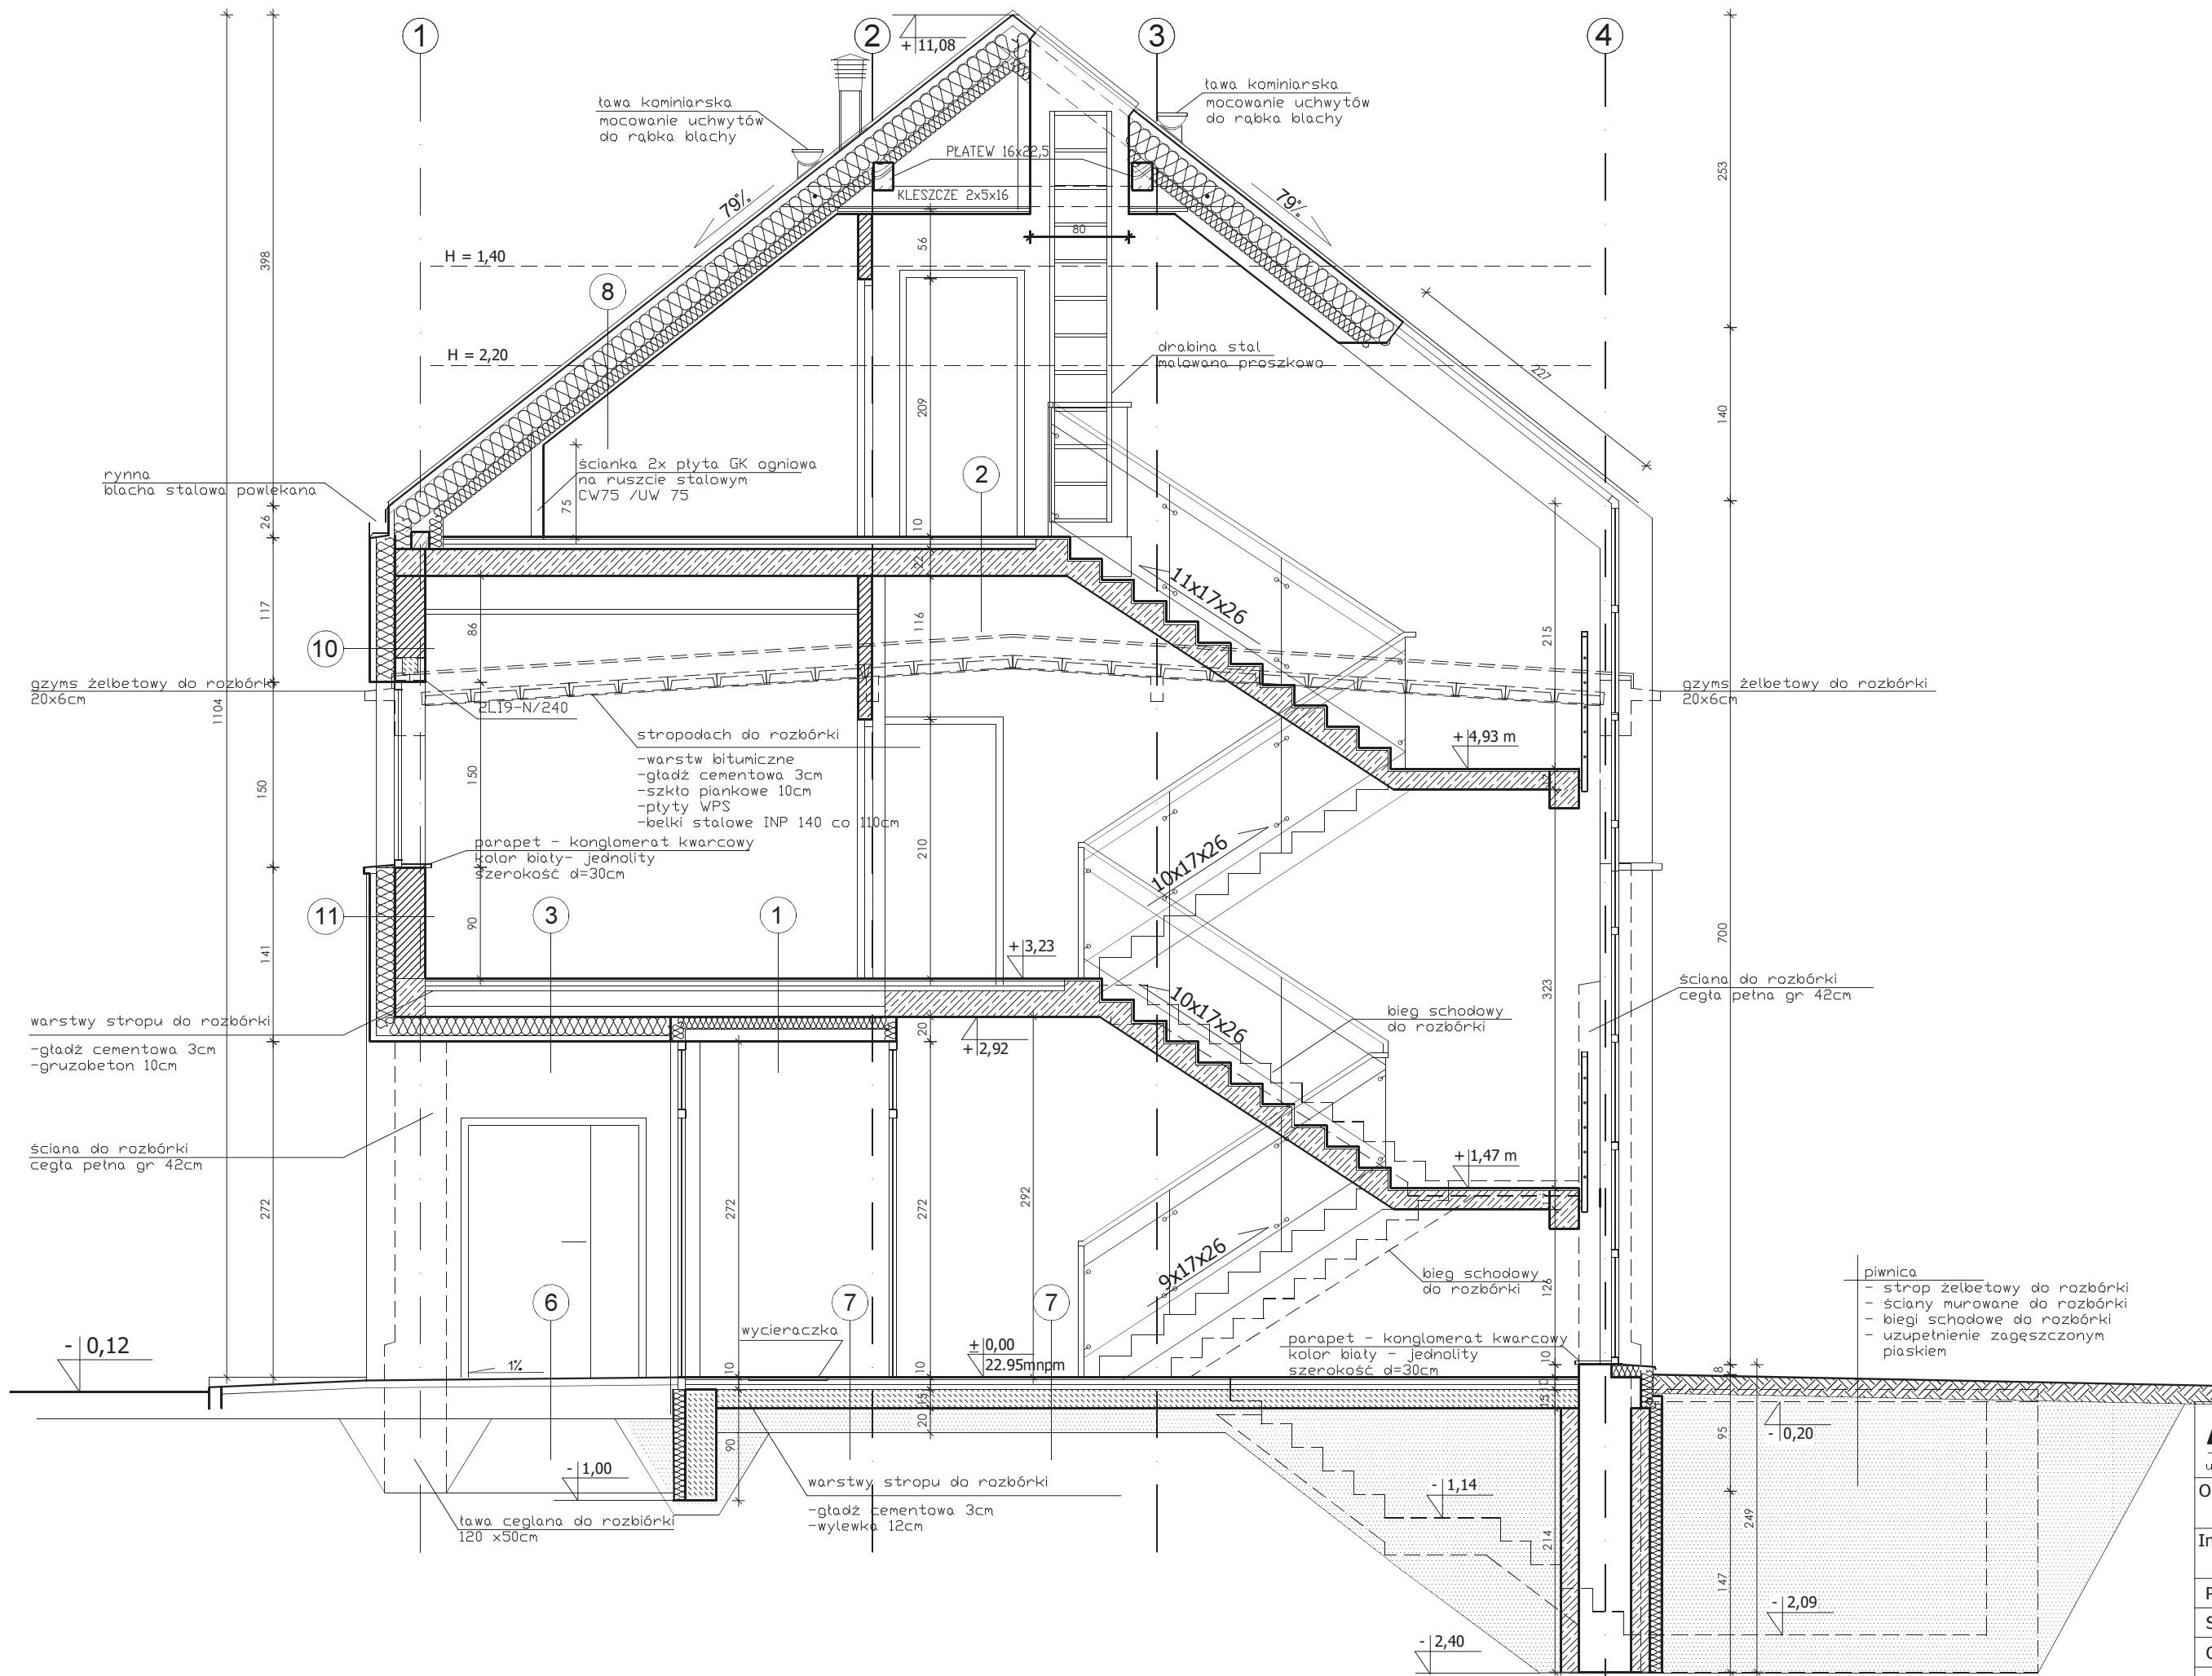 1
2
3
4
+ 11,08
ława kominiarska
mocowanie uchwytów
do rąbka blachy
ława kominiarska
mocowanie uchwytów
do rąbka blachy
PŁATEW 16x22,5
KLESZCZE 2x5x16
79%
79%
253
80
56
H = 1,40
398
8
H = 2,20
drabina stal
malowana proszkowo
227
209
140
ścianka 2x płyta GK ogniowa
na ruszcie stalowym
CW75 /UW 75
75
2
rynna
blacha stalowa powlekana
26
10
22
11x17x26
117
86
116
215
10
gzyms żelbetowy do rozbórki
20x6cm
1104
2L19-N/240
gzyms żelbetowy do rozbórki
20x6cm
stropodach do rozbórki
-warstw bitumiczne
-gładź cementowa 3cm
-szkło piankowe 10cm
-płyty WPS
-belki stalowe INP 140 co 110cm
+ 4,93 m
150
150
parapet - konglomerat kwarcowy
kolor biały- jednolity
szerokość d=30cm
210
10x17x26
11
3
1
90
141
+ 3,23
700
323
ściana do rozbórki
cegła pełna gr 42cm
warstwy stropu do rozbórki
-gładź cementowa 3cm
-gruzobeton 10cm
10x17x26
bieg schodowy
do rozbórki
20
+ 2,92
ściana do rozbórki
cegła pełna gr 42cm
+ 1,47 m
272
272
272
292
9x17x26
bieg schodowy
do rozbórki
126
piwnica
- strop żelbetowy do rozbórki
- ściany murowane do rozbórki
- biegi schodowe do rozbórki
- uzupełnienie zagęszczonym
piaskiem
6
7
7
wycieraczka
- 0,12
1%
± 0,00
22.95mnpm
parapet - konglomerat kwarcowy
kolor biały - jednolity
szerokość d=30cm
10
10
10
8
10
15
15
20
90
95
- 0,20
- 1,00
warstwy stropu do rozbórki
-gładź cementowa 3cm
-wylewka 12cm
- 1,14
ława ceglana do rozbiórki
120 x50cm
214
249
147
- 2,09
- 2,40